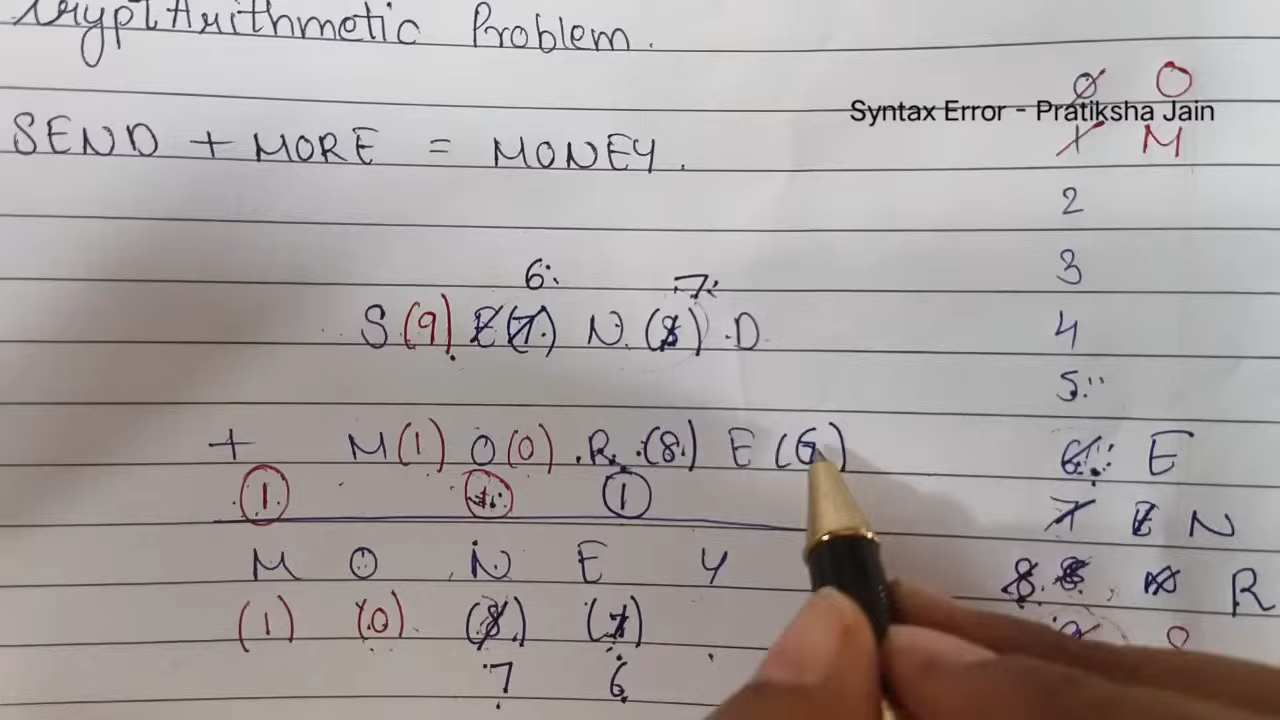 CryptArithmetic Problem.
Syntax Error - Pratiksha Jain
0 O
1 M
SEND + MORE = MONEY.
2
3
6 7
S (9) E (7) N (8) D
4
5
+ M (1) O (0) R (8) E (6)
6 E
1 1 1
7 E N
M O N E Y
8 R
(1) (0) (8) (7)
7 6